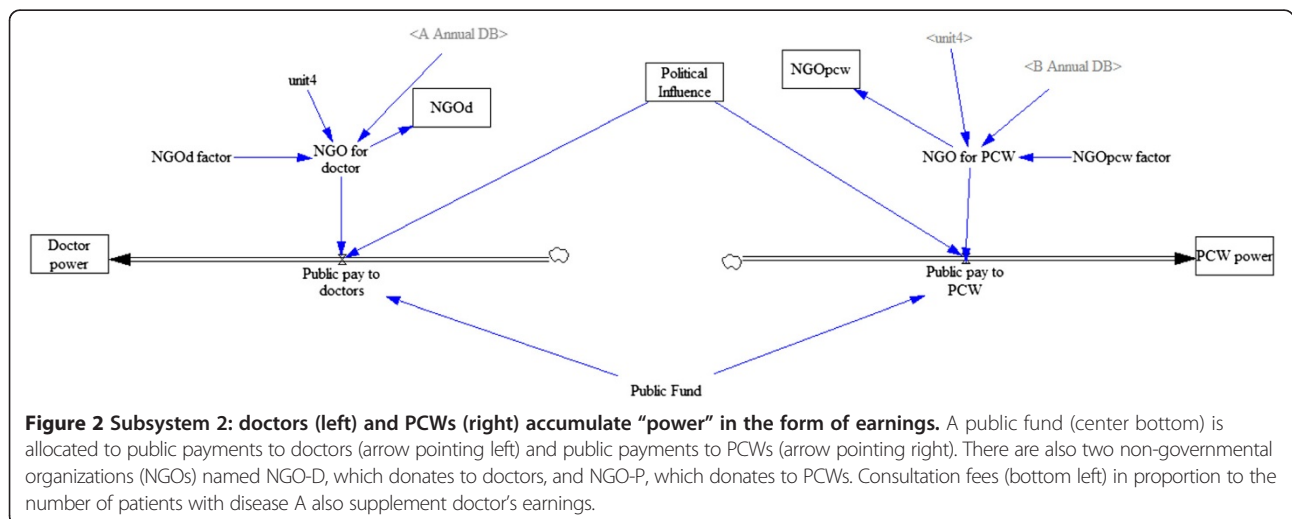 <A Annual DB>
unit4
NGOd
NGOd factor
NGO for
doctor
Political
Influence
<unit4>
NGOpcw
<B Annual DB>
NGO for PCW
NGOpcw factor
Doctor
power
Public pay to
doctors
Public pay to
PCW
PCW power
Public Fund
Figure 2 Subsystem 2: doctors (left) and PCWs (right) accumulate “power” in the form of earnings. A public fund (center bottom) is
allocated to public payments to doctors (arrow pointing left) and public payments to PCWs (arrow pointing right). There are also two non-governmental
organizations (NGOs) named NGO-D, which donates to doctors, and NGO-P, which donates to PCWs. Consultation fees (bottom left) in proportion to the
number of patients with disease A also supplement doctor’s earnings.